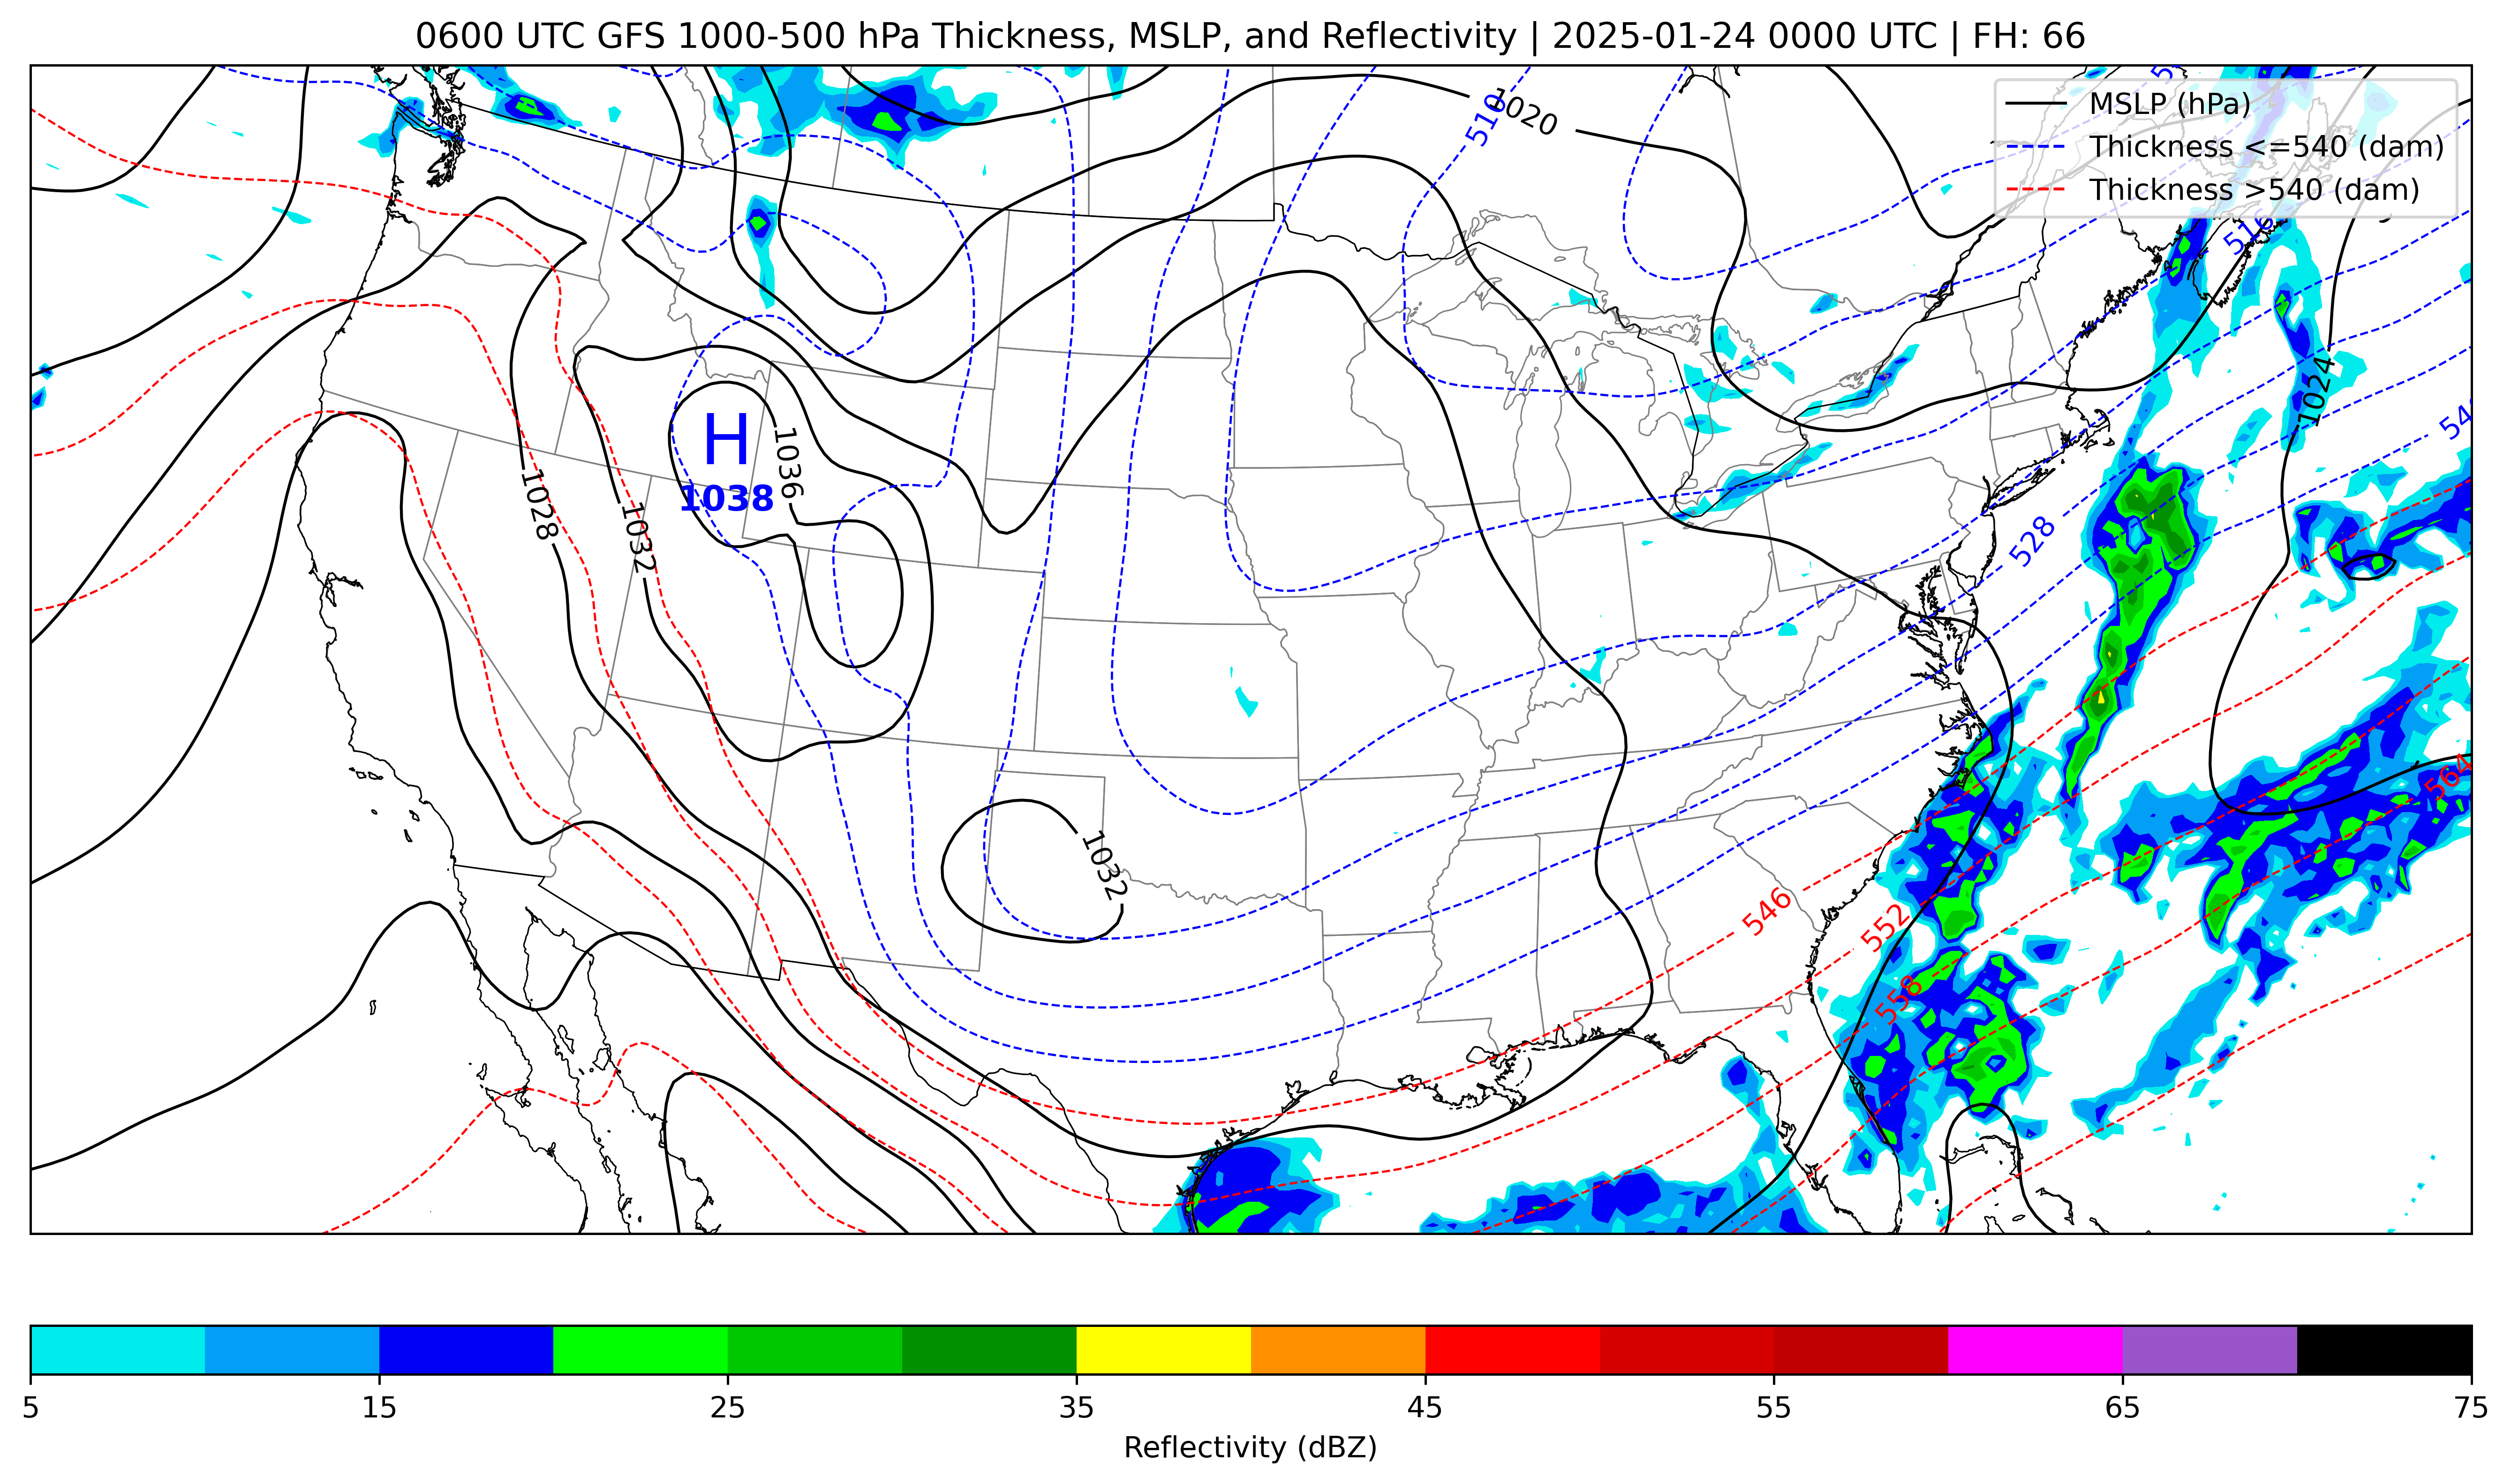 0600 UTC GFS 1000-500 hPa Thickness, MSLP, and Reflectivity | 2025-01-24 0000 UTC | FH: 66
MSLP (hPa)
Thickness <=540 (dam)
Thickness >540 (dam)
510
1020
516
1024
H
1038
1036
1028
1032
528
1032
546
552
558
564
5 15 25 35 45 55 65 75
Reflectivity (dBZ)